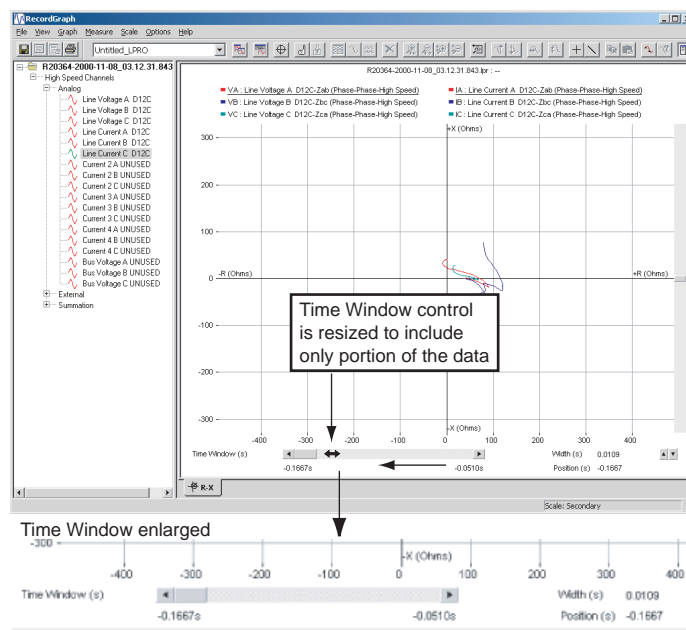 RecordGraph
File View Graph Measure Scale Options Help
Untitled_LPRO
R20364-2000-11-08_03.12.31.843
High Speed Channels
Analog
Line Voltage A D12C
Line Voltage B D12C
Line Voltage C D12C
Line Current A D12C
Line Current B D12C
Line Current C D12C
Current 2 A UNUSED
Current 2 B UNUSED
Current 2 C UNUSED
Current 3 A UNUSED
Current 3 B UNUSED
Current 3 C UNUSED
Current 4 A UNUSED
Current 4 B UNUSED
Current 4 C UNUSED
Bus Voltage A UNUSED
Bus Voltage B UNUSED
Bus Voltage C UNUSED
External
Summation
R20364-2000-11-08_03.12.31.843.lpr : --
VA : Line Voltage A D12C-Zab (Phase-Phase-High Speed)
VB : Line Voltage B D12C-Zbc (Phase-Phase-High Speed)
VC : Line Voltage C D12C-Zca (Phase-Phase-High Speed)
IA : Line Current A D12C-Zab (Phase-Phase-High Speed)
IB : Line Current B D12C-Zbc (Phase-Phase-High Speed)
IC : Line Current C D12C-Zca (Phase-Phase-High Speed)
+X (Ohms)
300
200
100
0 -R (Ohms) +R (Ohms)
Time Window control
is resized to include
only portion of the data
-100
-200
-300
-X (Ohms)
-400 -300 -200 -100 0 100 200 300 400
Time Window (s) Width (s) 0.0109
-0.1667s -0.0510s Position (s) -0.1667
R-X
Scale: Secondary
Time Window enlarged
-300
-X (Ohms)
-400 -300 -200 -100 0 100 200 300 400
Time Window (s) Width (s) 0.0109
-0.1667s -0.0510s Position (s) -0.1667